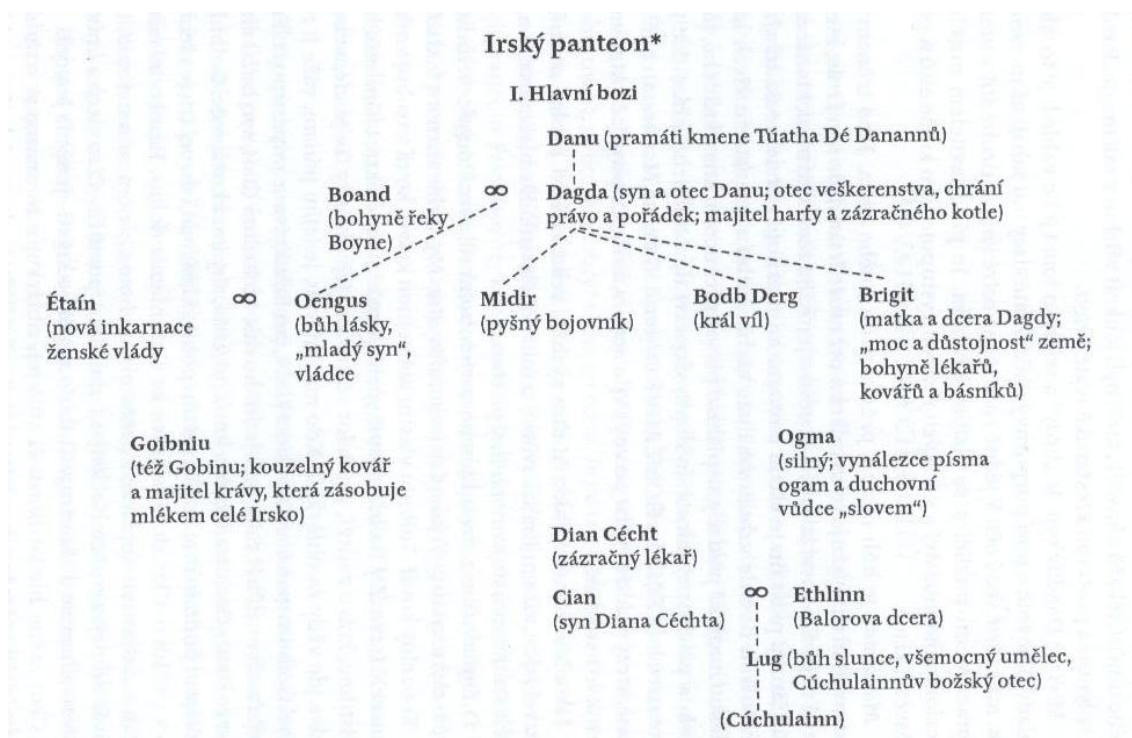 Irský panteon*
I. Hlavní bozi
Danu (pramáti kmene Túatha Dé Danannů)
Boand
(bohyně řeky
Boyne)
∞
Dagda (syn a otec Danu; otec veškerenstva, chrání
právo a pořádek; majitel harfy a zázračného kotle)
Étaín
(nová inkarnace
ženské vlády
∞
Oengus
(bůh lásky,
„mladý syn“,
vládce
Midir
(pyšný bojovník)
Bodb Derg
(král víl)
Brigit
(matka a dcera Dagdy;
„moc a důstojnost“ země;
bohyně lékařů,
kovářů a básníků)
Goibniu
(též Gobinu; kouzelný kovář
a majitel krávy, která zásobuje
mlékem celé Irsko)
Ogma
(silný; vynálezce písma
ogam a duchovní
vůdce „slovem“)
Dian Cécht
(zázračný lékař)
Cian
(syn Diana Céchta)
∞
Ethlinn
(Balorova dcera)
Lug (bůh slunce, všemocný umělec,
Cúchulainnův božský otec)
(Cúchulainn)